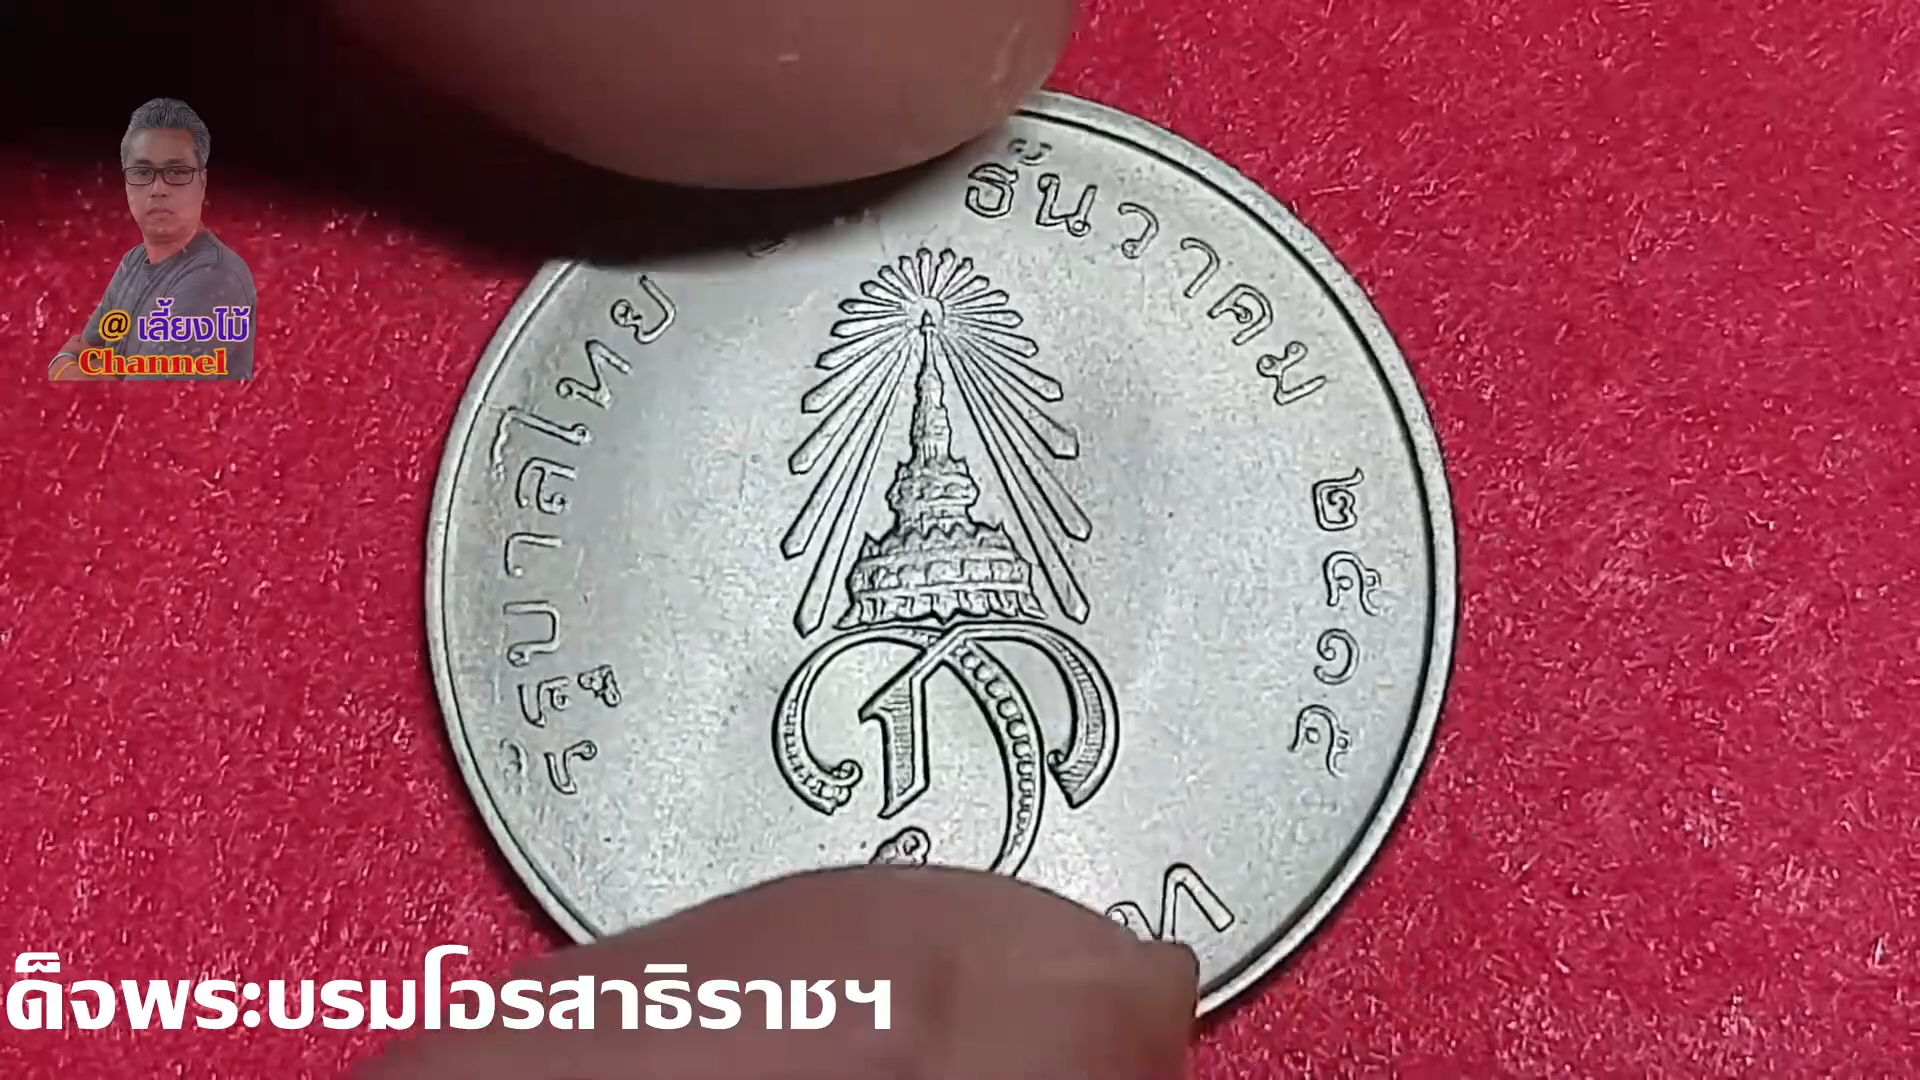 @ เลี้ยงไม้
Channel
รัฐบาลไทย
ธันวาคม ๒๕๑๕
ด็จพระบรมโอรสาธิราชฯ